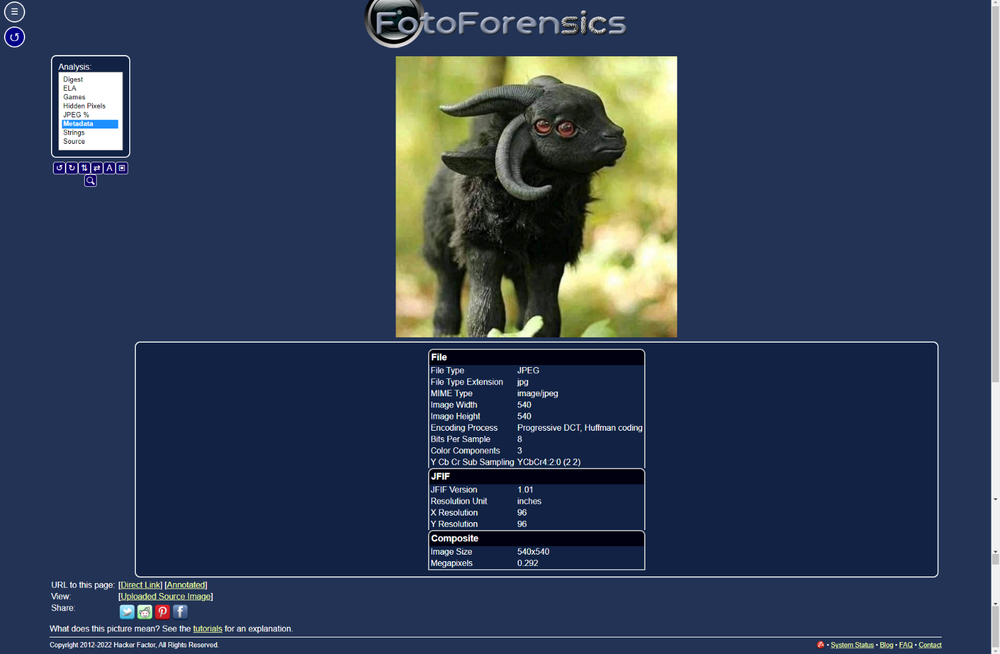 FotoForensics
Analysis:
Digest
ELA
Games
Hidden Pixels
JPEG %
Metadata
Strings
Source
A
File
File Type JPEG
File Type Extension jpg
MIME Type image/jpeg
Image Width 540
Image Height 540
Encoding Process Progressive DCT, Huffman coding
Bits Per Sample 8
Color Components 3
Y Cb Cr Sub Sampling YCbCr4:2:0 (2 2)
JFIF
JFIF Version 1.01
Resolution Unit inches
X Resolution 96
Y Resolution 96
Composite
Image Size 540x540
Megapixels 0.292
URL to this page: [Direct Link] [Annotated]
View: [Uploaded Source Image]
Share:
What does this picture mean? See the tutorials for an explanation.
Copyright 2012-2022 Hacker Factor, All Rights Reserved. • System Status • Blog • FAQ • Contact